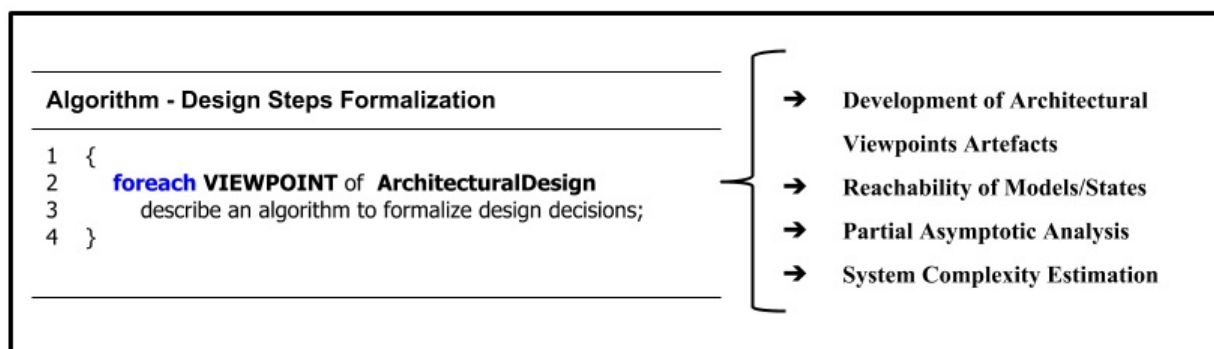 Algorithm - Design Steps Formalization
1 {
2 foreach VIEWPOINT of ArchitecturalDesign
3 describe an algorithm to formalize design decisions;
4 }
➔ Development of Architectural
Viewpoints Artefacts
➔ Reachability of Models/States
➔ Partial Asymptotic Analysis
➔ System Complexity Estimation